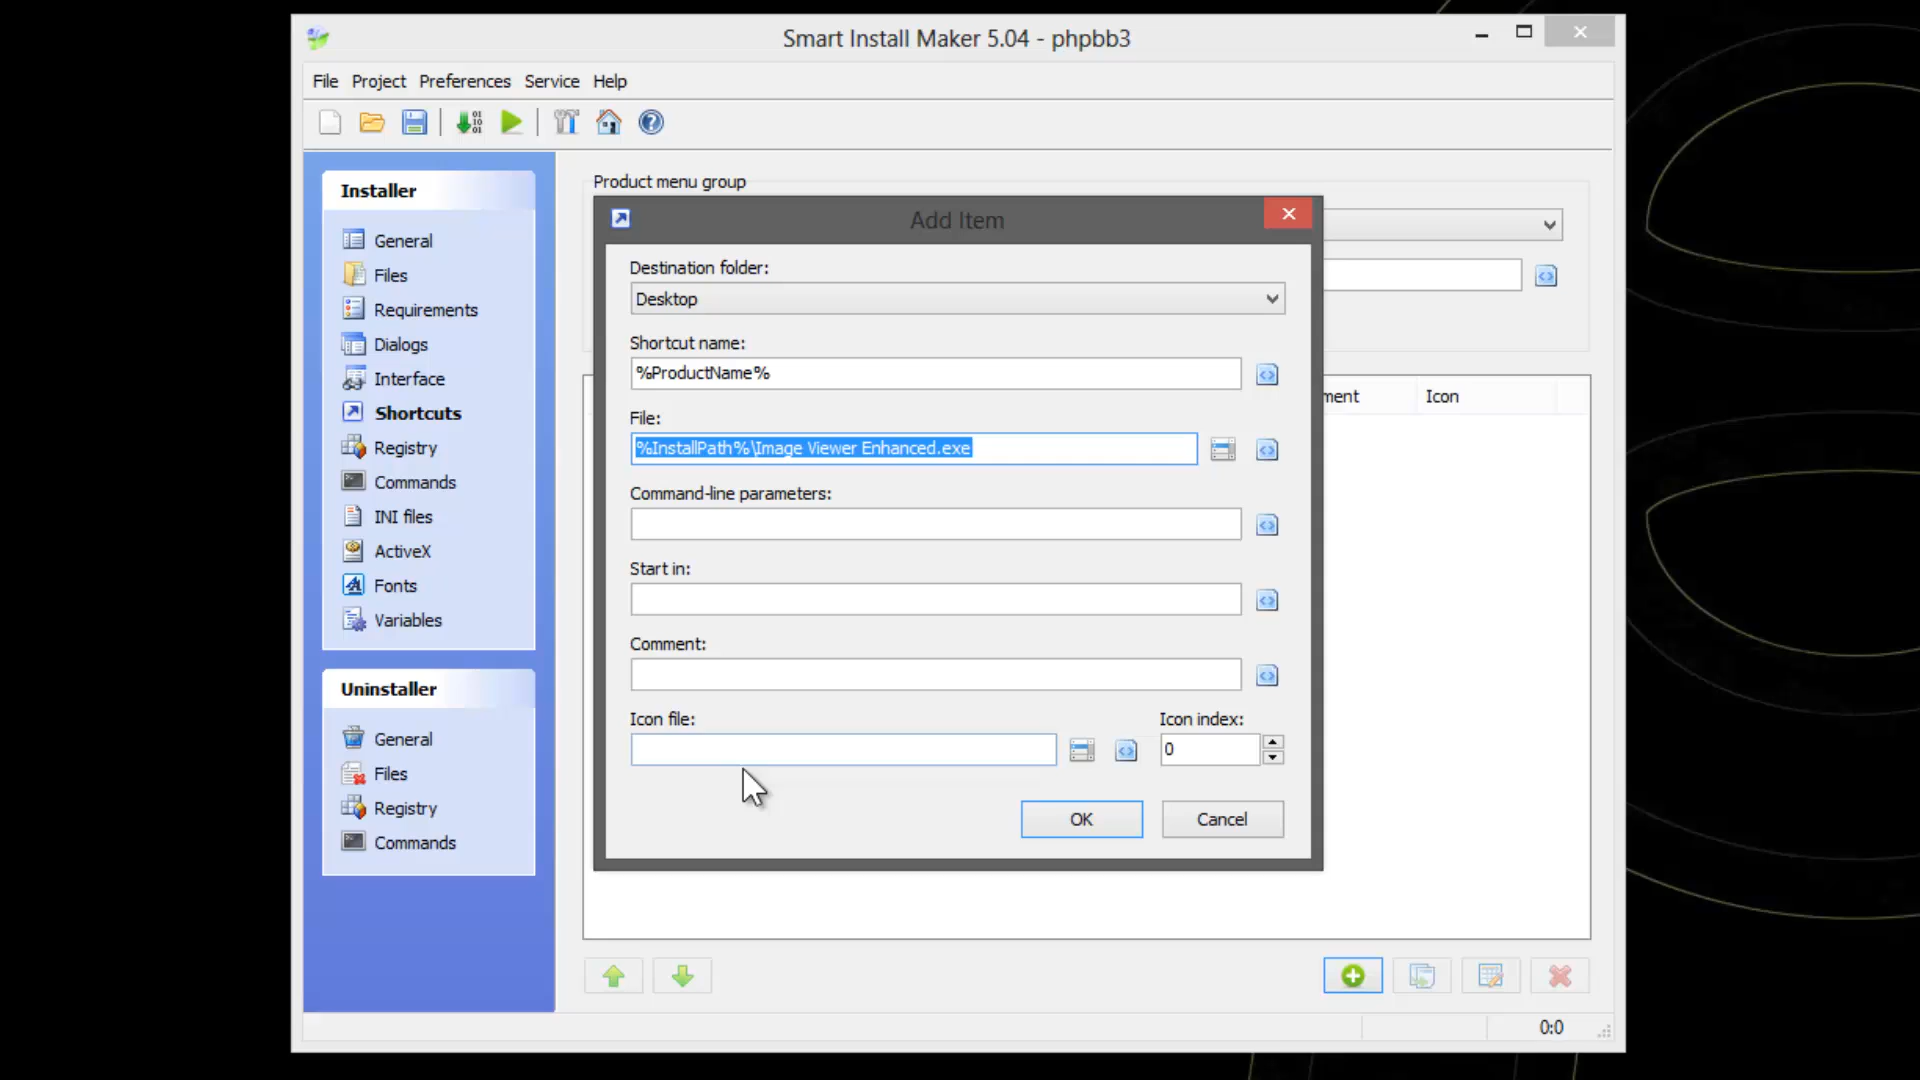 Smart Install Maker 5.04 - phpbb3
File Project Preferences Service Help
Installer
General
Files
Requirements
Dialogs
Interface
Shortcuts
Registry
Commands
INI files
ActiveX
Fonts
Variables
Uninstaller
General
Files
Registry
Commands
Product menu group
Add Item
Destination folder:
Desktop
Shortcut name:
%ProductName%
File:
%InstallPath%\Image Viewer Enhanced.exe
Command-line parameters:
Start in:
Comment:
Icon file:
Icon index:
0
OK
Cancel
Icon
0:0